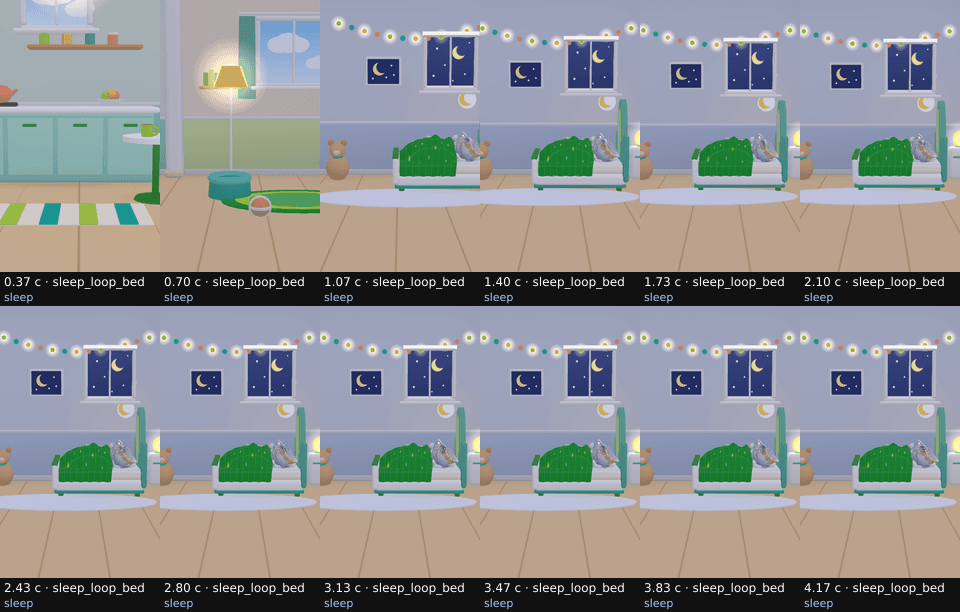 0.37 c · sleep_loop_bed
sleep
0.70 c · sleep_loop_bed
sleep
1.07 c · sleep_loop_bed
sleep
1.40 c · sleep_loop_bed
sleep
1.73 c · sleep_loop_bed
sleep
2.10 c · sleep_loop_bed
sleep
2.43 c · sleep_loop_bed
sleep
2.80 c · sleep_loop_bed
sleep
3.13 c · sleep_loop_bed
sleep
3.47 c · sleep_loop_bed
sleep
3.83 c · sleep_loop_bed
sleep
4.17 c · sleep_loop_bed
sleep